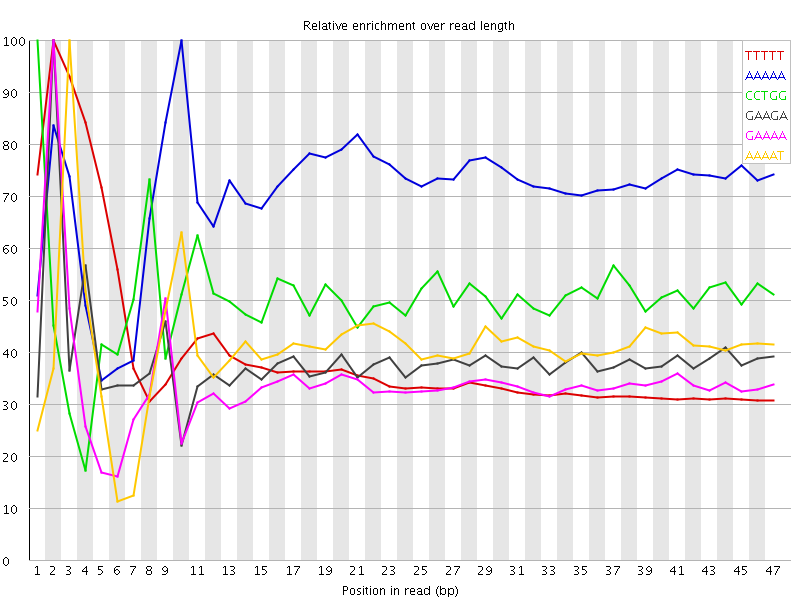 Relative enrichment over read length
100
90
80
70
60
50
40
30
20
10
0
TTTTT
AAAAA
CCTGG
GAAGA
GAAAA
AAAAT
1 2 3 4 5 6 7 8 9 11 13 15 17 19 21 23 25 27 29 31 33 35 37 39 41 43 45 47
Position in read (bp)